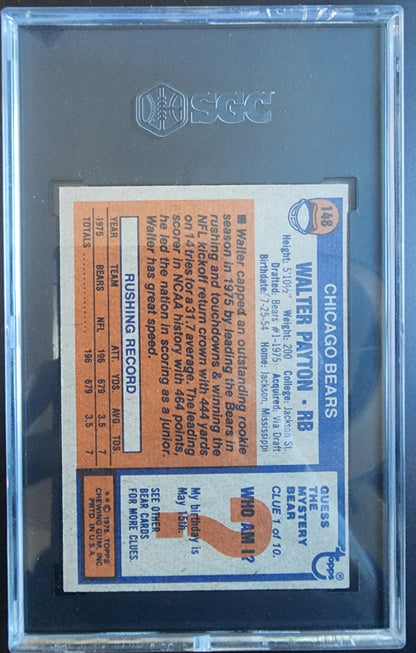 SGC
148
CHICAGO BEARS
WALTER PAYTON • RB
Height: 5'10½" Weight: 200 College: Jackson St.
Drafted: Bears #1-1975 Acquired: Via Draft
Birthdate: 7-25-54 Home: Jackson, Mississippi
■ Walter capped an outstanding rookie
season in 1975 by leading the Bears in
rushing and touchdowns & winning the
NFL kickoff return crown with 444 yards
on 14 tries for a 31.7 average. The leading
scorer in NCAA history with 464 points,
he led the nation in scoring as a junior.
Walter has great speed.
RUSHING RECORD
YEAR TEAM ATT. YDS. AVG. TDS.
1975 BEARS NFL 196 679 3.5 7
TOTALS 196 679 3.5 7
topps®
GUESS
THE
MYSTERY
BEAR
CLUE 1 of 10.
WHO AM I?
?
My birthday is
May 15th.
SEE OTHER
BEAR CARDS
FOR MORE CLUES.
** © 1976 TOPPS
CHEWING GUM, INC.
PRTD. IN U.S.A.